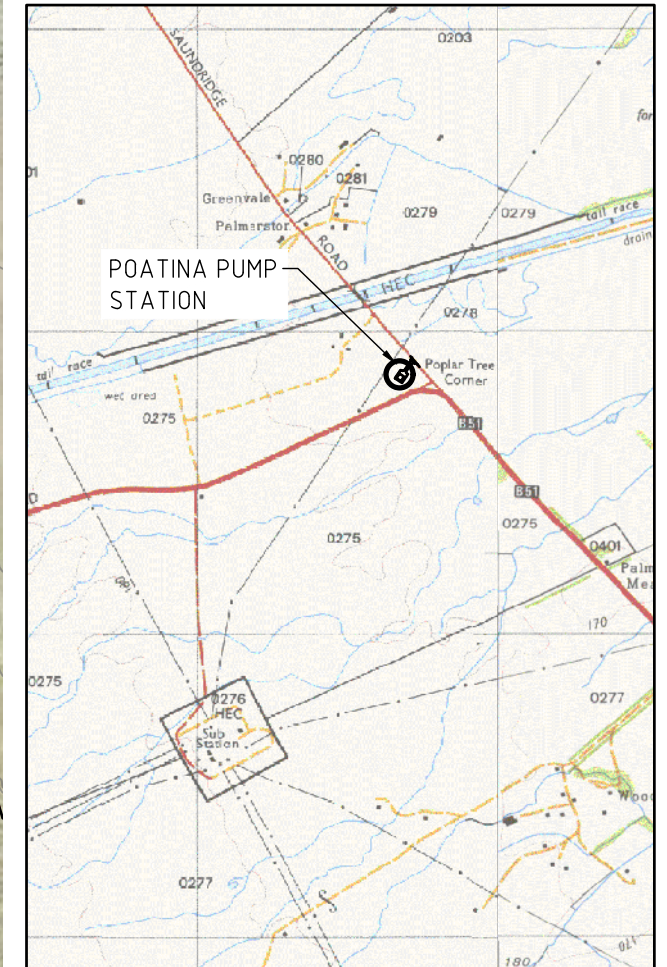 SAUNDRIDGE
0203
0280
0281
Greenvale
0279
0279
tail race
Palmerston
ROAD
drain
POATINA PUMP
STATION
HEC
0278
tail race
Poplar Tree
Corner
wet area
0275
B51
B51
0275
0275
0401
170
0275
0276
HEC
Sub
Station
0277
0277
170
180